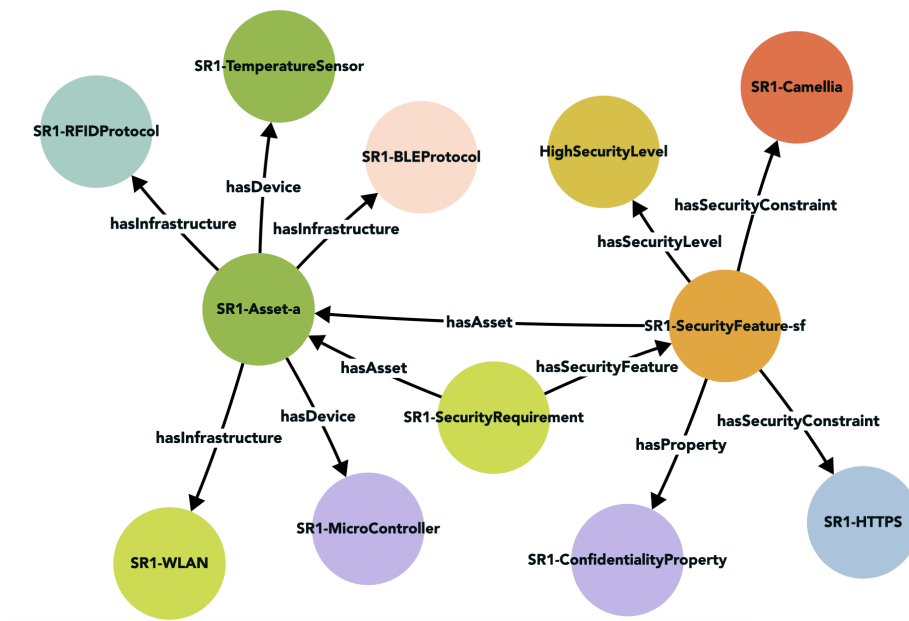 SR1-TemperatureSensor
SR1-Camellia
SR1-RFIDProtocol
SR1-BLEProtocol
HighSecurityLevel
hasDevice
hasSecurityConstraint
hasInfrastructure
hasInfrastructure
hasSecurityLevel
SR1-Asset-a
hasAsset
SR1-SecurityFeature-sf
hasAsset
hasSecurityFeature
hasDevice
SR1-SecurityRequirement
hasSecurityConstraint
hasInfrastructure
hasProperty
SR1-MicroController
SR1-HTTPS
SR1-WLAN
SR1-ConfidentialityProperty